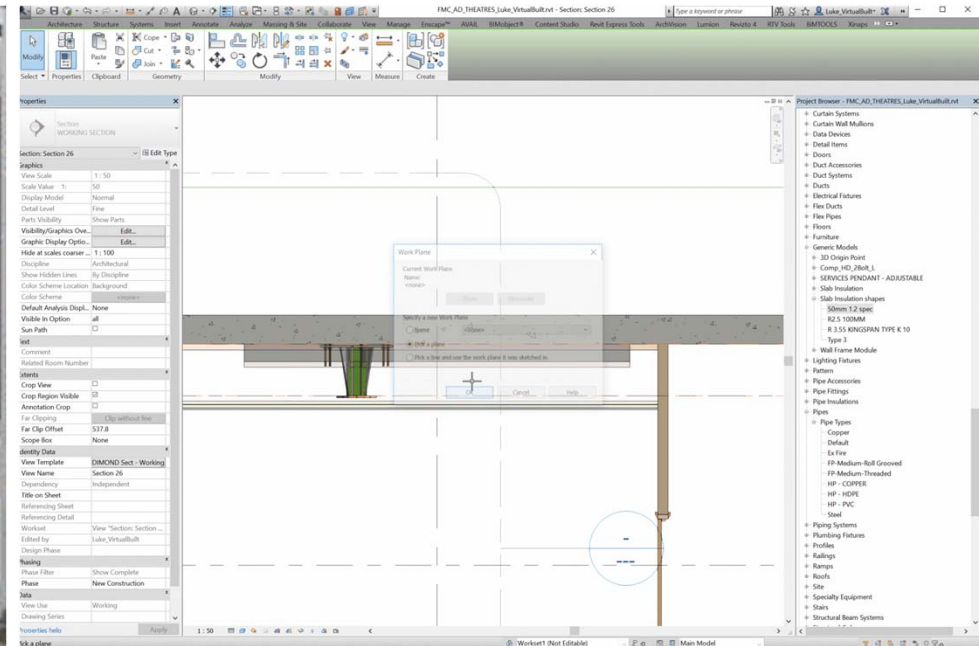 FMC_AD_THEATRES_Luke_VirtualBuilt.rvt - Section: Section 26
Type a keyword or phrase
Luke_VirtualBuilt
Architecture Structure Systems Insert Annotate Analyze Massing & Site Collaborate View Manage Enscape™ AVAIL BIMobject® Content Studio Revit Express Tools ArchVision Lumion Revizto 4 RTV Tools BIMTOOLS Xrups
Modify
Paste
Cope
Cut
Join
Select Properties Clipboard Geometry Modify View Measure Create
Properties
Section
WORKING SECTION
Section: Section 26
Edit Type
Graphics
View Scale 1 : 50
Scale Value 1: 50
Display Model Normal
Detail Level Fine
Parts Visibility Show Parts
Visibility/Graphics Ove... Edit...
Graphic Display Optio... Edit...
Hide at scales coarser ... 1 : 100
Discipline Architectural
Show Hidden Lines By Discipline
Color Scheme Location Background
Color Scheme <none>
Default Analysis Displ... None
Visible In Option all
Sun Path
Text
Comment
Related Room Number
Extents
Crop View
Crop Region Visible
Annotation Crop
Far Clipping Clip without line
Far Clip Offset 537.8
Scope Box None
Identity Data
View Template DIMOND Sect - Working
View Name Section 26
Dependency Independent
Title on Sheet
Referencing Sheet
Referencing Detail
Workset View "Section: Section ...
Edited by Luke_VirtualBuilt
Design Phase
Phasing
Phase Filter Show Complete
Phase New Construction
Data
View Use Working
Drawing Series
Properties help
Apply
Pick a plane
Work Plane
Current Work Plane
Name:
<none>
Show
Specify a new Work Plane
Name
<None>
Pick a plane
Pick a line and use the work plane it was sketched in
OK
Cancel
Help
1 : 50
Workset1 (Not Editable)
Main Model
Project Browser - FMC_AD_THEATRES_Luke_VirtualBuilt.rvt
Curtain Systems
Curtain Wall Mullions
Data Devices
Detail Items
Doors
Duct Accessories
Duct Systems
Ducts
Electrical Fixtures
Flex Ducts
Flex Pipes
Floors
Furniture
Generic Models
3D Origin Point
Comp_HD_2Bolt_L
SERVICES PENDANT - ADJUSTABLE
Slab Insulation
Slab Insulation shapes
50mm 1.2 spec
R2.5 100MM
R 3.55 KINGSPAN TYPE K 10
Type 3
Wall Frame Module
Lighting Fixtures
Pattern
Pipe Accessories
Pipe Fittings
Pipe Insulations
Pipes
Pipe Types
Copper
Default
Ex Fire
FP-Medium-Roll Grooved
FP-Medium-Threaded
HP - COPPER
HP - HDPE
HP - PVC
Steel
Piping Systems
Plumbing Fixtures
Profiles
Railings
Ramps
Roofs
Site
Specialty Equipment
Stairs
Structural Beam Systems